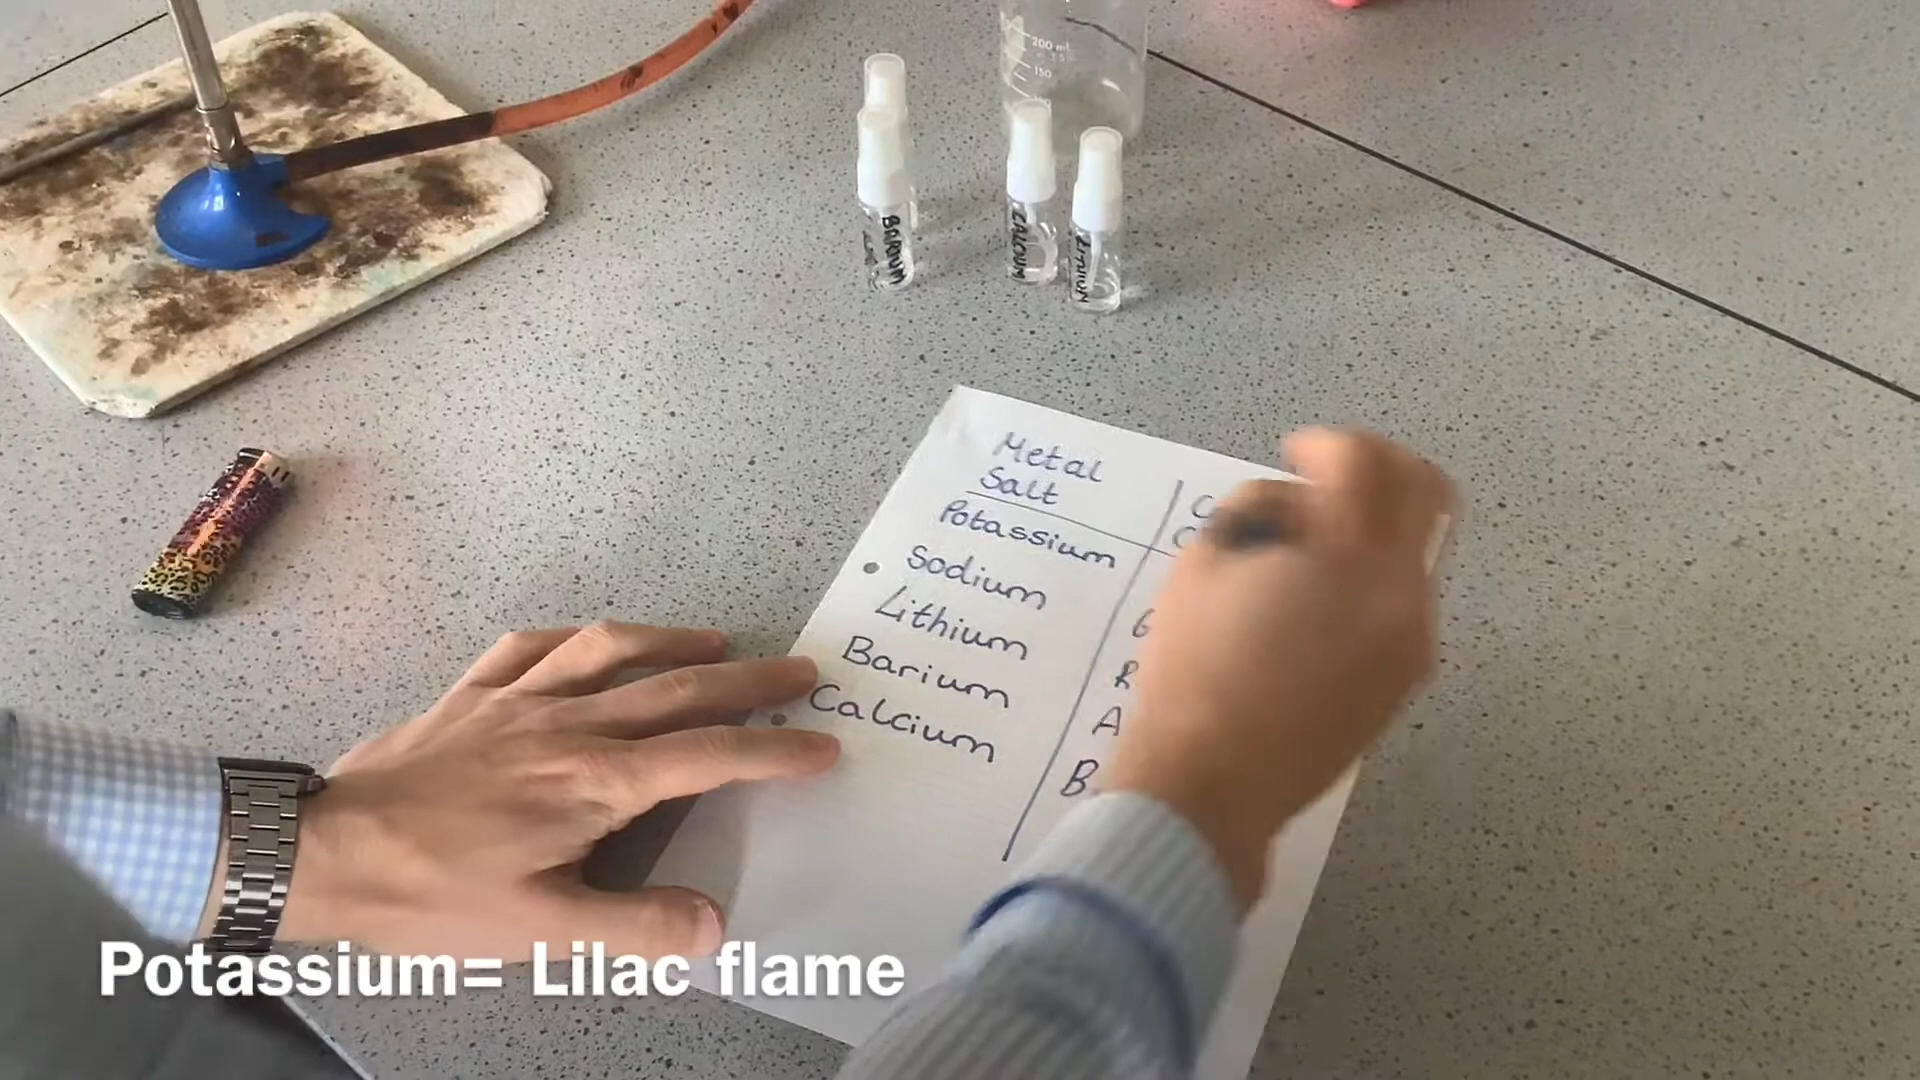 200 ml
150
BARIUM
CALCIUM
LITHIUM
Metal
Salt
C
C
Potassium
Sodium
G
Lithium
R
Barium
A
Calcium
B
Potassium= Lilac flame